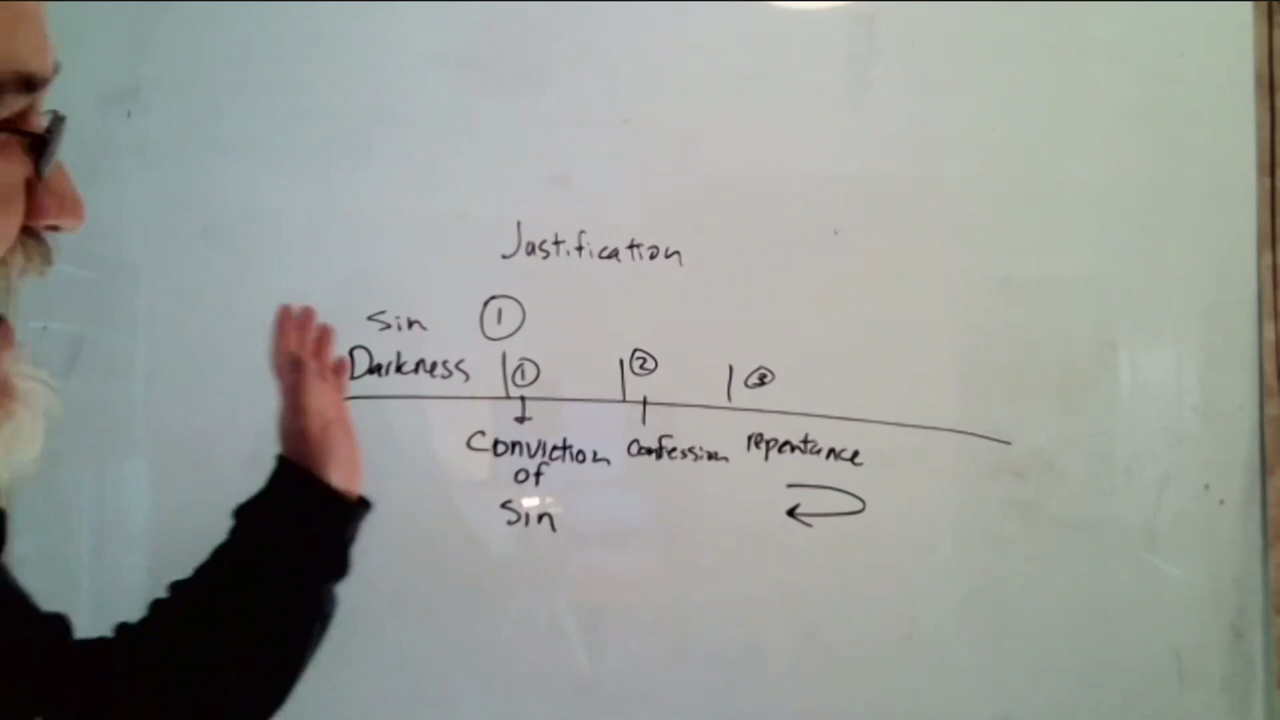 Justification
Sin ①
Darkness ① ② ③
Conviction Confession repentance
of
Sin